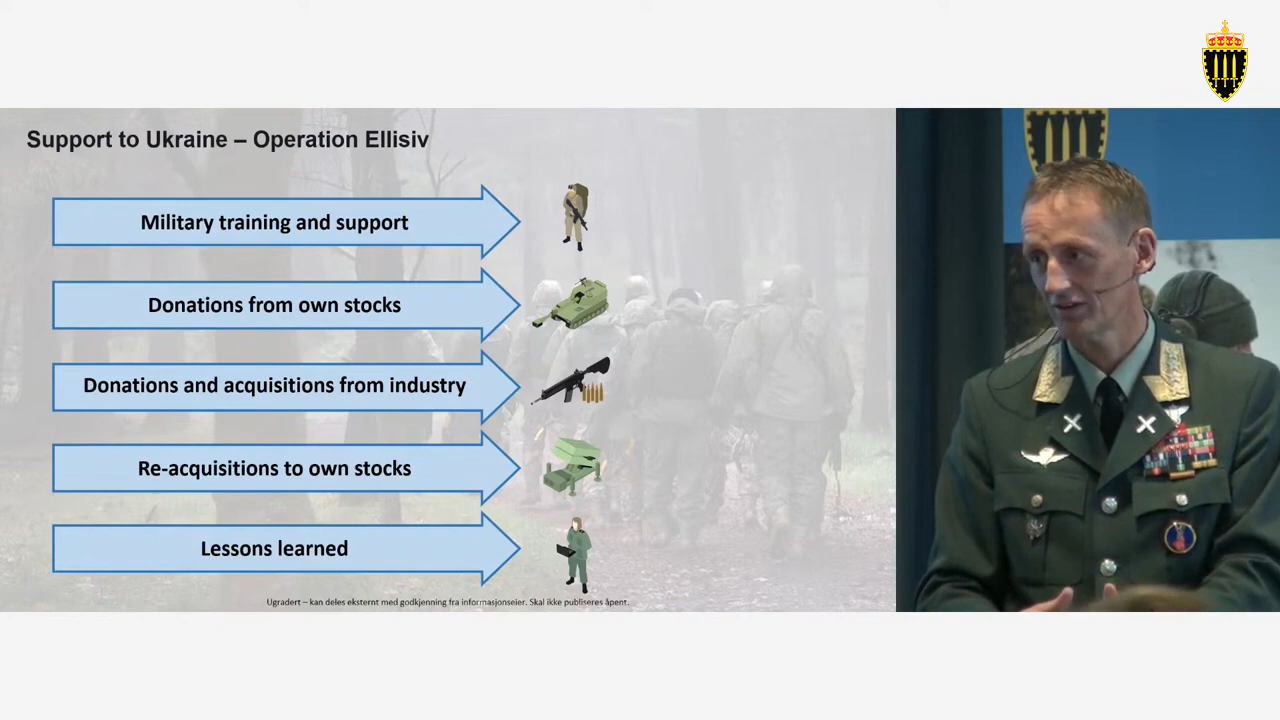 Support to Ukraine – Operation Ellisiv
Military training and support
Donations from own stocks
Donations and acquisitions from industry
Re-acquisitions to own stocks
Lessons learned
Ugradert – kan deles eksternt med godkjenning fra informasjonseier. Skal ikke publiseres åpent.